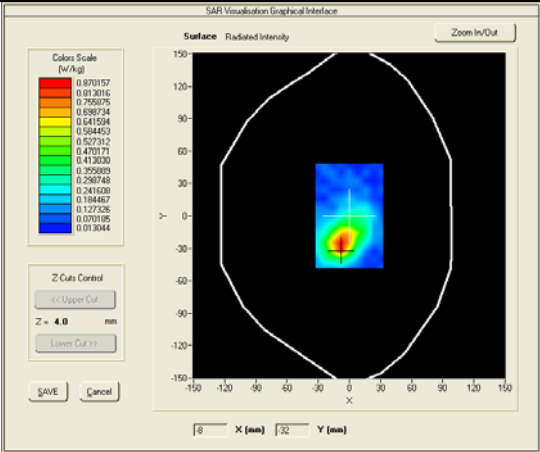 SAR Visualisation Graphical Interface
Surface Radiated Intensity
Zoom In/Out
Colors Scale
(W/kg)
0.870157
0.813016
0.755875
0.698734
0.641594
0.584453
0.527312
0.470171
0.413030
0.355889
0.298748
0.241608
0.184467
0.127326
0.070185
0.013044
150
120
90
60
30
0
-30
-60
-90
-120
-150
Y
-150 -120 -90 -60 -30 0 30 60 90 120 150
X
Z-Cuts Control
<< Upper Cut
Z = 4.0 mm
Lower Cut >>
SAVE Cancel
-8 X (mm) -32 Y (mm)